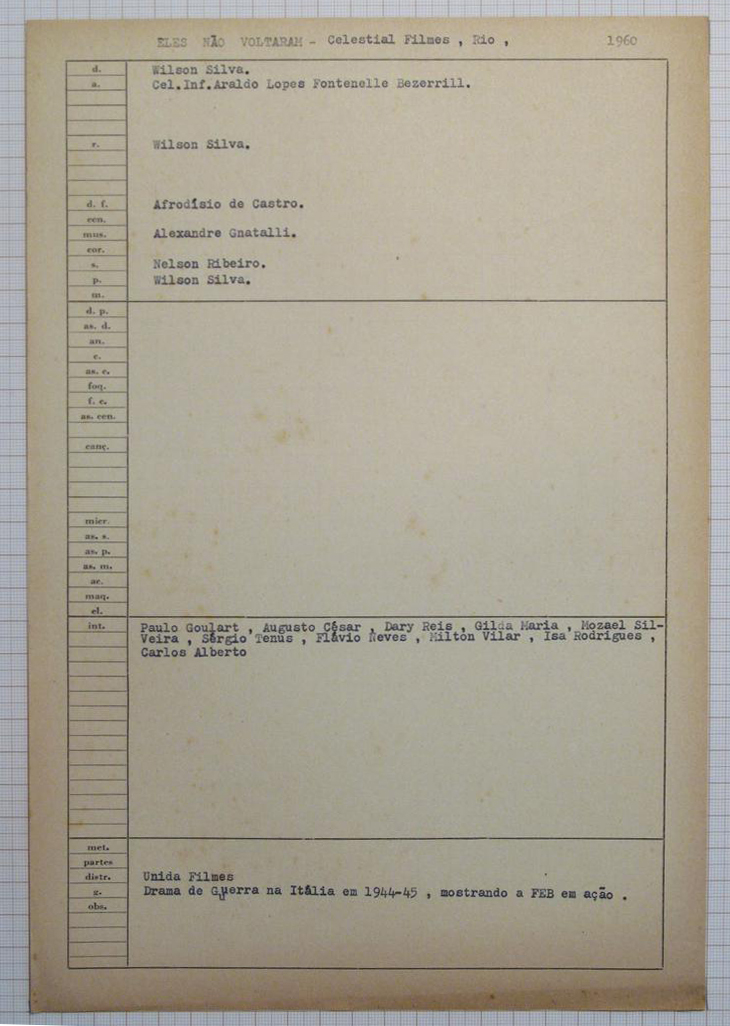 ELES NÃO VOLTARAM - Celestial Filmes , Rio , 1960
d. Wilson Silva.
a. Cel.Inf.Araldo Lopes Fontenelle Bezerrill.
r. Wilson Silva.
d. f. Afrodísio de Castro.
cen.
mus. Alexandre Gnatalli.
cor.
s. Nelson Ribeiro.
p. Wilson Silva.
m.
d. p.
as. d.
an.
c.
as. c.
foq.
f. c.
as. cen.
canç.
micr.
as. s.
as. p.
as. m.
ac.
maq.
el.
int. Paulo Goulart , Augusto César , Dary Reis , Gilda Maria , Mozael Sil-
Veira , Sérgio Tenus , Flávio Neves , Milton Vilar , Isa Rodrigues ,
Carlos Alberto
met.
partes
distr. Unida Filmes
g. Drama de Guerra na Itália em 1944-45 , mostrando a FEB em ação .
obs.